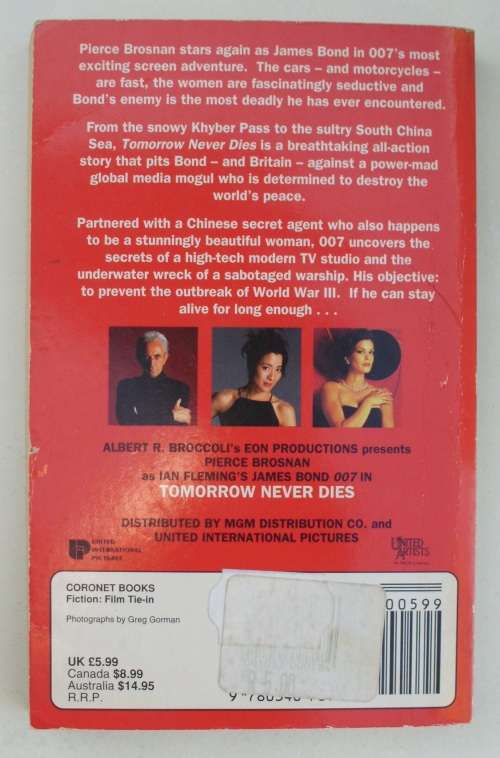 Pierce Brosnan stars again as James Bond in 007's most
exciting screen adventure. The cars – and motorcycles –
are fast, the women are fascinatingly seductive and
Bond's enemy is the most deadly he has ever encountered.
From the snowy Khyber Pass to the sultry South China
Sea, Tomorrow Never Dies is a breathtaking all-action
story that pits Bond – and Britain – against a power-mad
global media mogul who is determined to destroy the
world's peace.
Partnered with a Chinese secret agent who also happens
to be a stunningly beautiful woman, 007 uncovers the
secrets of a high-tech modern TV studio and the
underwater wreck of a sabotaged warship. His objective:
to prevent the outbreak of World War III. If he can stay
alive for long enough . . .
ALBERT R. BROCCOLI's EON PRODUCTIONS presents
PIERCE BROSNAN
as IAN FLEMING'S JAMES BOND 007 IN
TOMORROW NEVER DIES
DISTRIBUTED BY MGM DISTRIBUTION CO. and
UNITED INTERNATIONAL PICTURES
UNITED
INTERNATIONAL
PICTURES
UNITED
ARTISTS
CORONET BOOKS
Fiction: Film Tie-in
Photographs by Greg Gorman
UK £5.99
Canada $8.99
Australia $14.95
R.R.P.
00599
9 780340